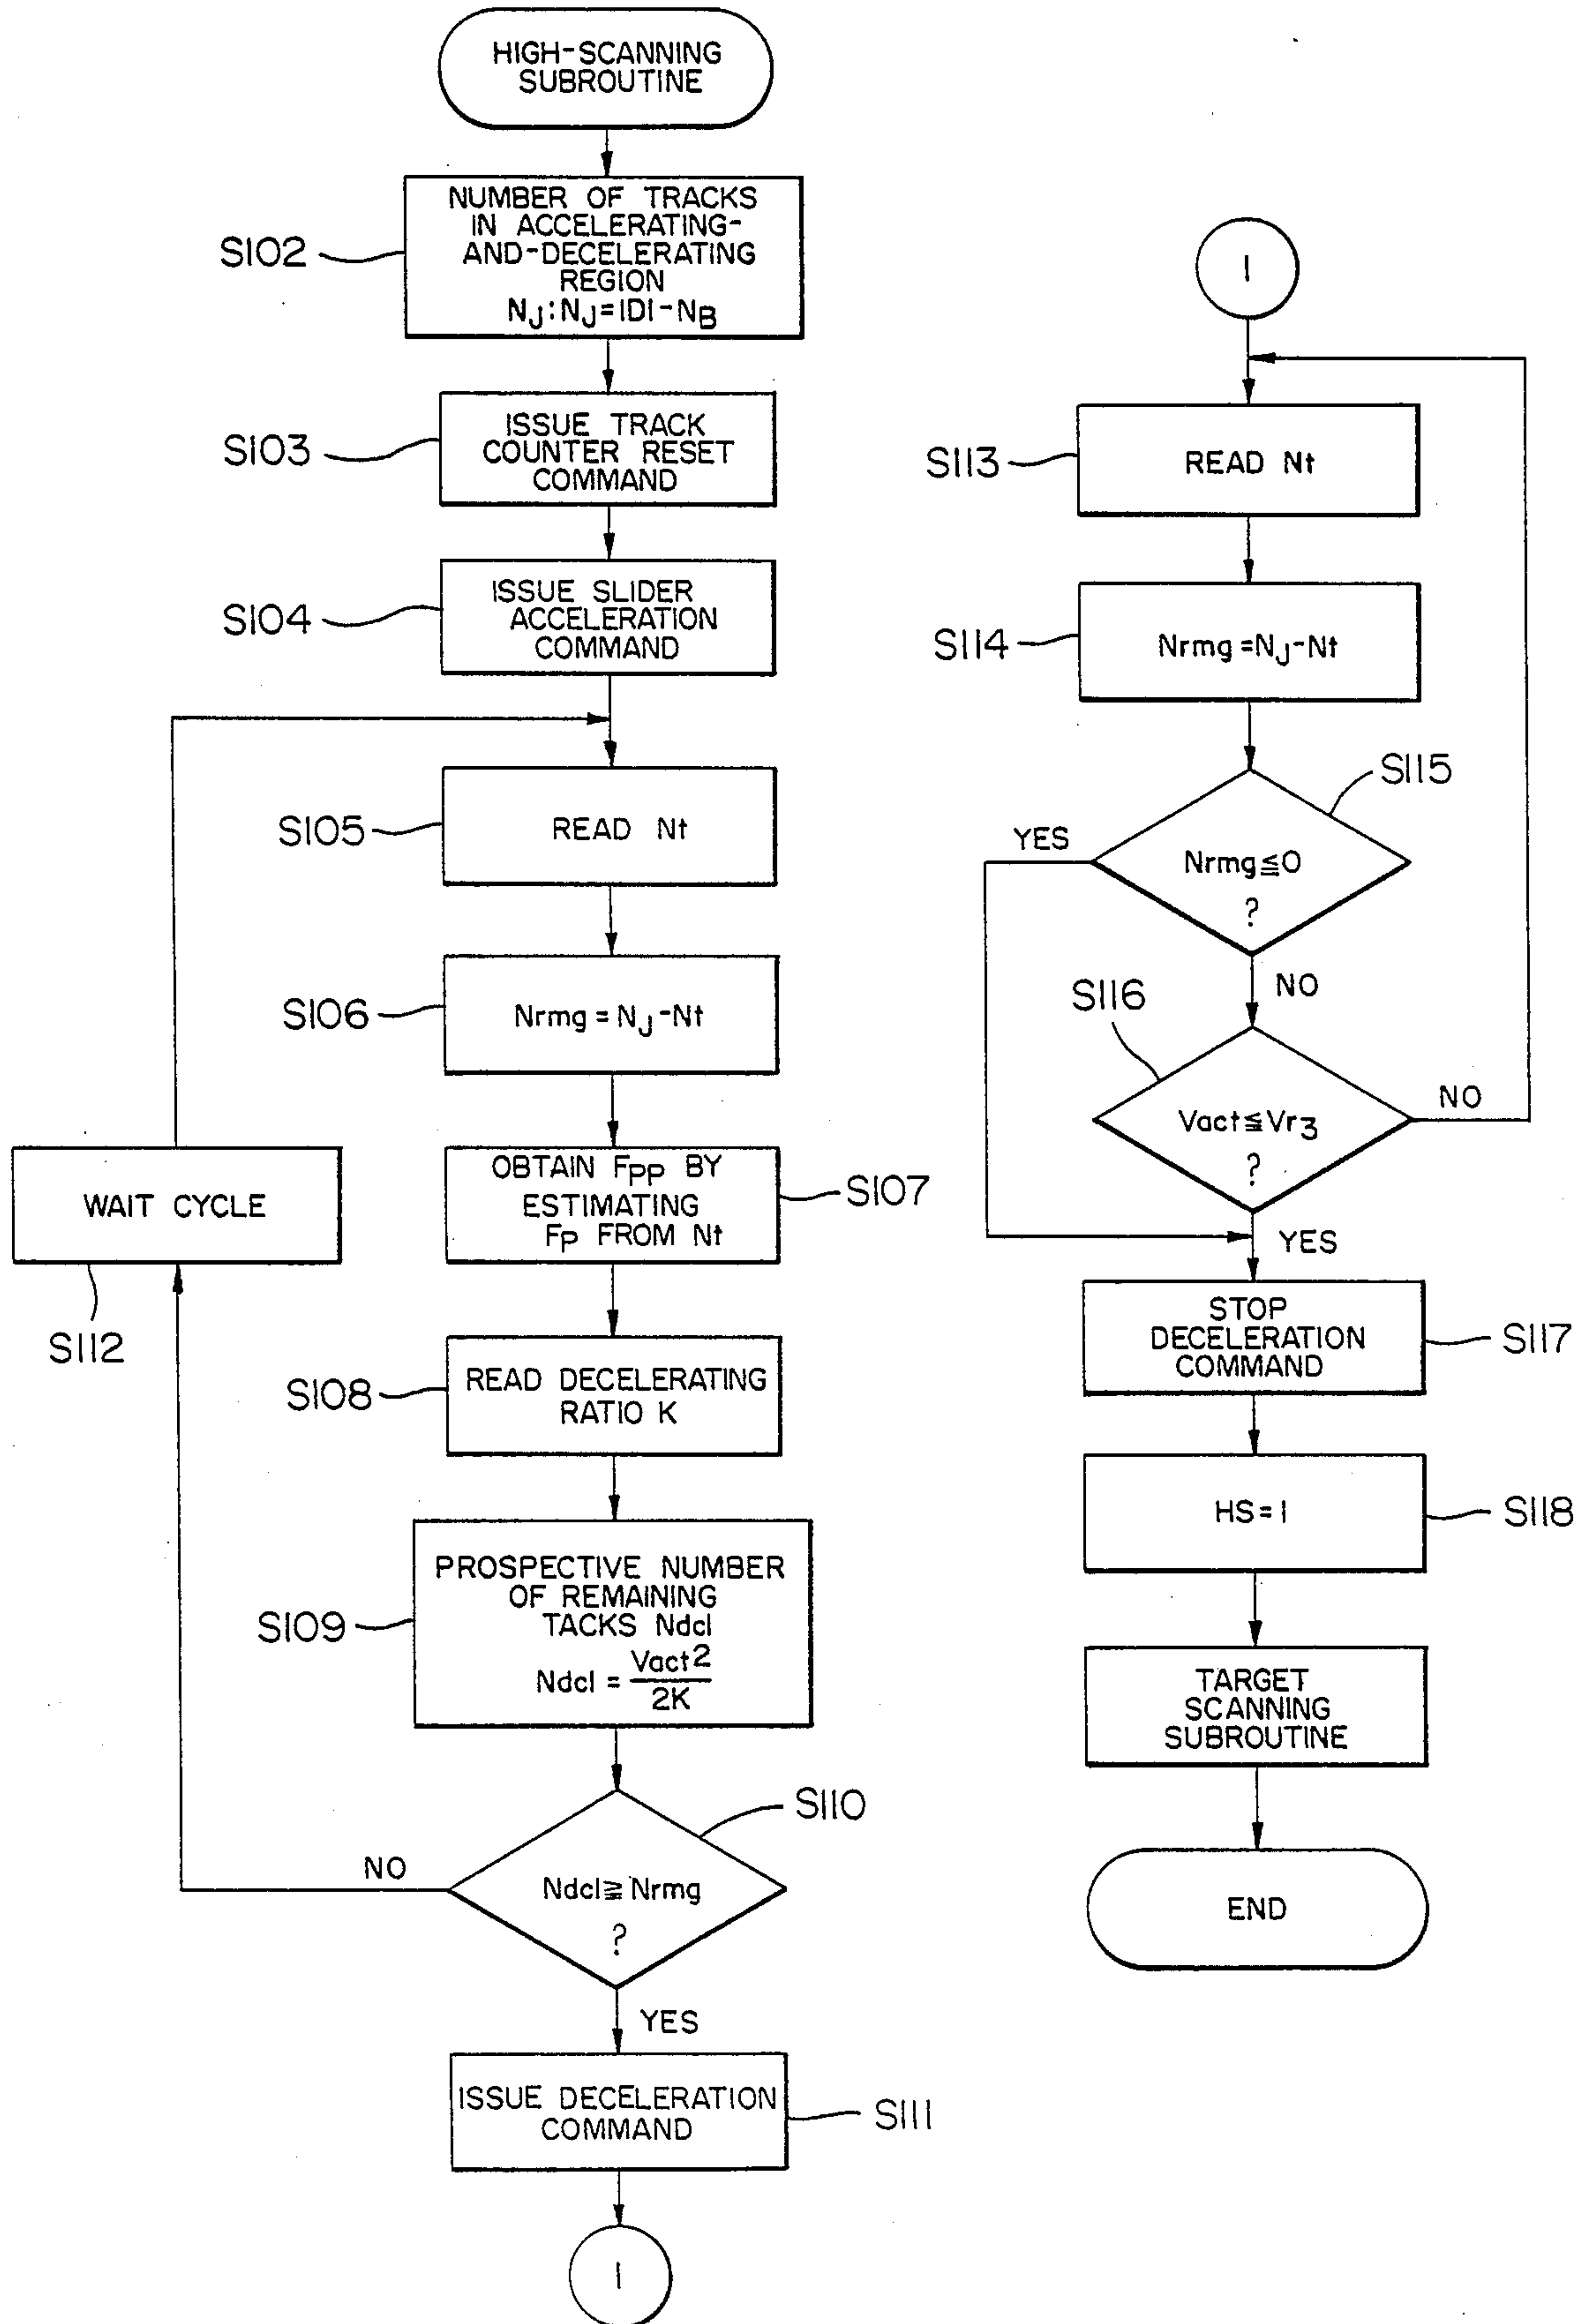 HIGH-SCANNING
SUBROUTINE
S102
NUMBER OF TRACKS
IN ACCELERATING-
AND-DECELERATING
REGION
NJ:NJ=|D|-NB
S103
ISSUE TRACK
COUNTER RESET
COMMAND
S104
ISSUE SLIDER
ACCELERATION
COMMAND
S105
READ Nt
S106
Nrmg=NJ-Nt
OBTAIN FPP BY
ESTIMATING
FP FROM Nt
S107
WAIT CYCLE
S112
S108
READ DECELERATING
RATIO K
S109
PROSPECTIVE NUMBER
OF REMAINING
TACKS Ndcl
Ndcl = Vact2
2K
S110
NO
Ndcl≧Nrmg
?
YES
ISSUE DECELERATION
COMMAND
S111
1
1
S113
READ Nt
S114
Nrmg=NJ-Nt
S115
YES
Nrmg≦0
?
NO
S116
Vact≦Vr3
?
NO
YES
STOP
DECELERATION
COMMAND
S117
HS=1
S118
TARGET
SCANNING
SUBROUTINE
END